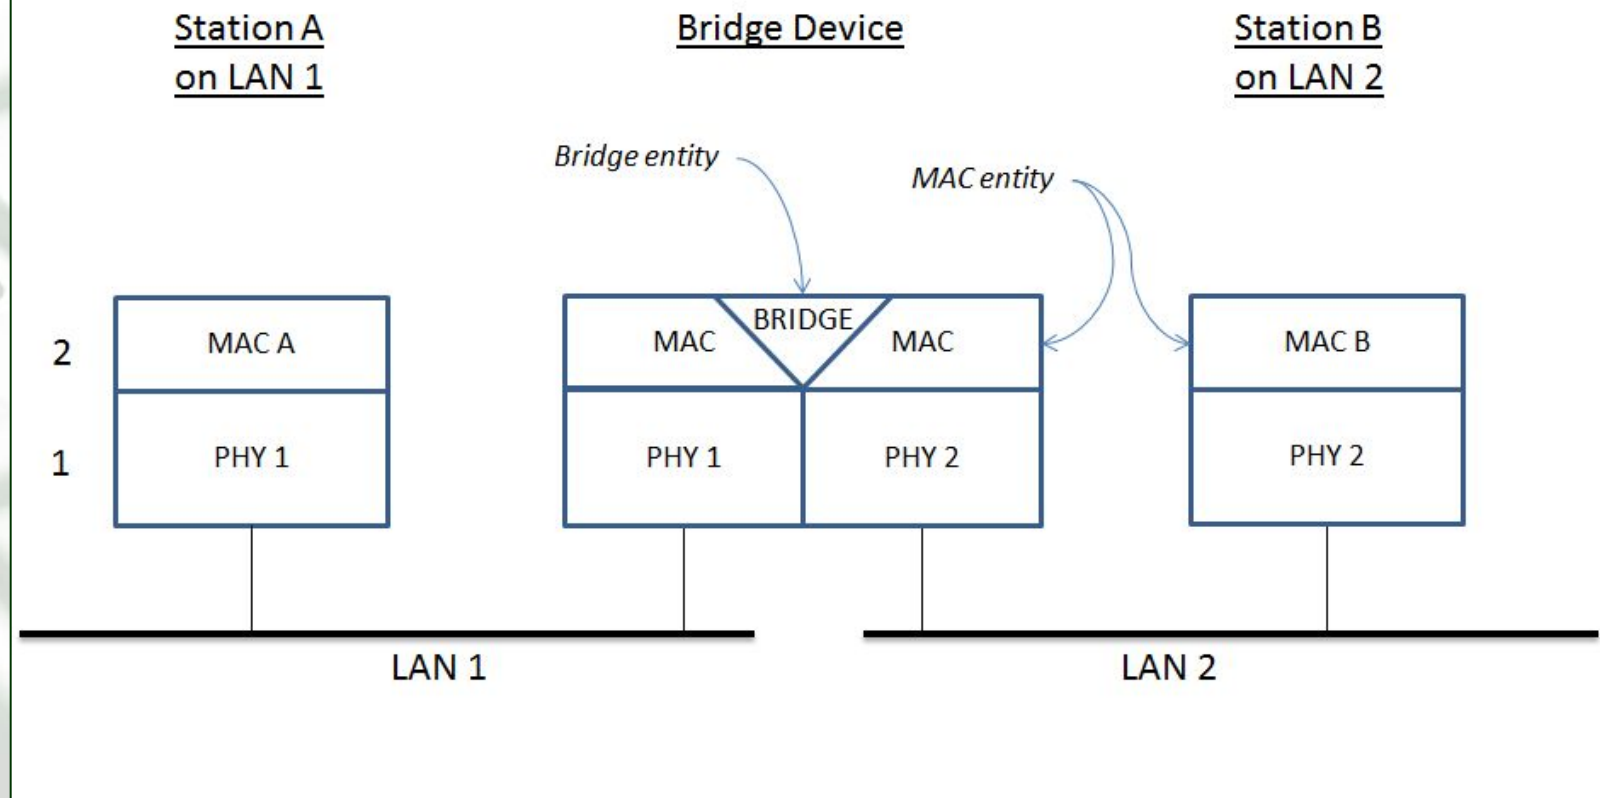 Station A
on LAN 1
Bridge Device
Station B
on LAN 2
Bridge entity
MAC entity
2
MAC A
MAC
BRIDGE
MAC
MAC B
1
PHY 1
PHY 1
PHY 2
PHY 2
LAN 1
LAN 2